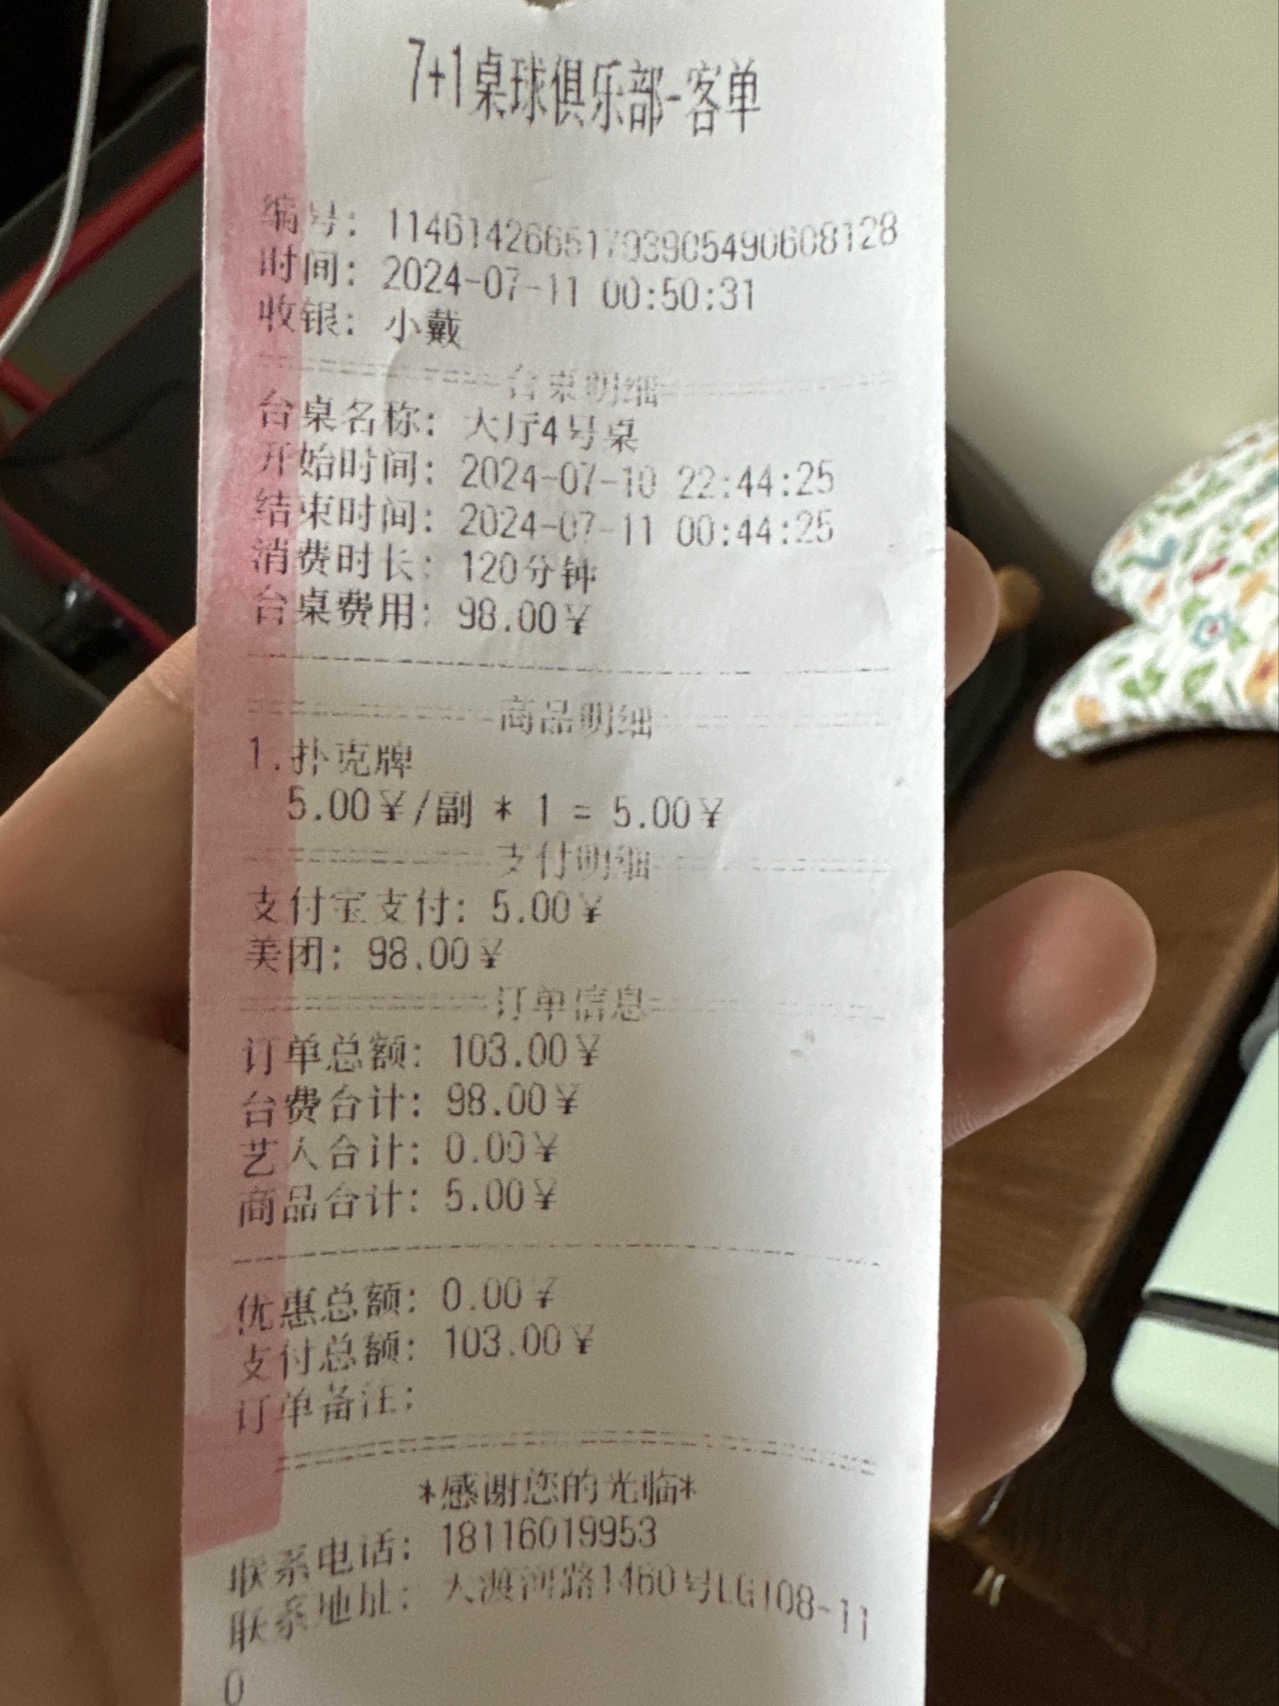 7+1桌球俱乐部-客单
编号: 1146142665179390549060812​8
时间: 2024-07-11 00:50:31
收银: 小戴
台桌明细
台桌名称: 大厅4号桌
开始时间: 2024-07-10 22:44:25
结束时间: 2024-07-11 00:44:25
消费时长: 120分钟
台桌费用: 98.00¥
商品明细
1.扑克牌
5.00¥/副 * 1 = 5.00¥
支付明细
支付宝支付: 5.00¥
美团: 98.00¥
订单信息
订单总额: 103.00¥
台费合计: 98.00¥
艺人合计: 0.00¥
商品合计: 5.00¥
优惠总额: 0.00¥
支付总额: 103.00¥
订单备注:
*感谢您的光临*
联系电话: 18116019953
联系地址: 大渡河路1460号LG108-11
0